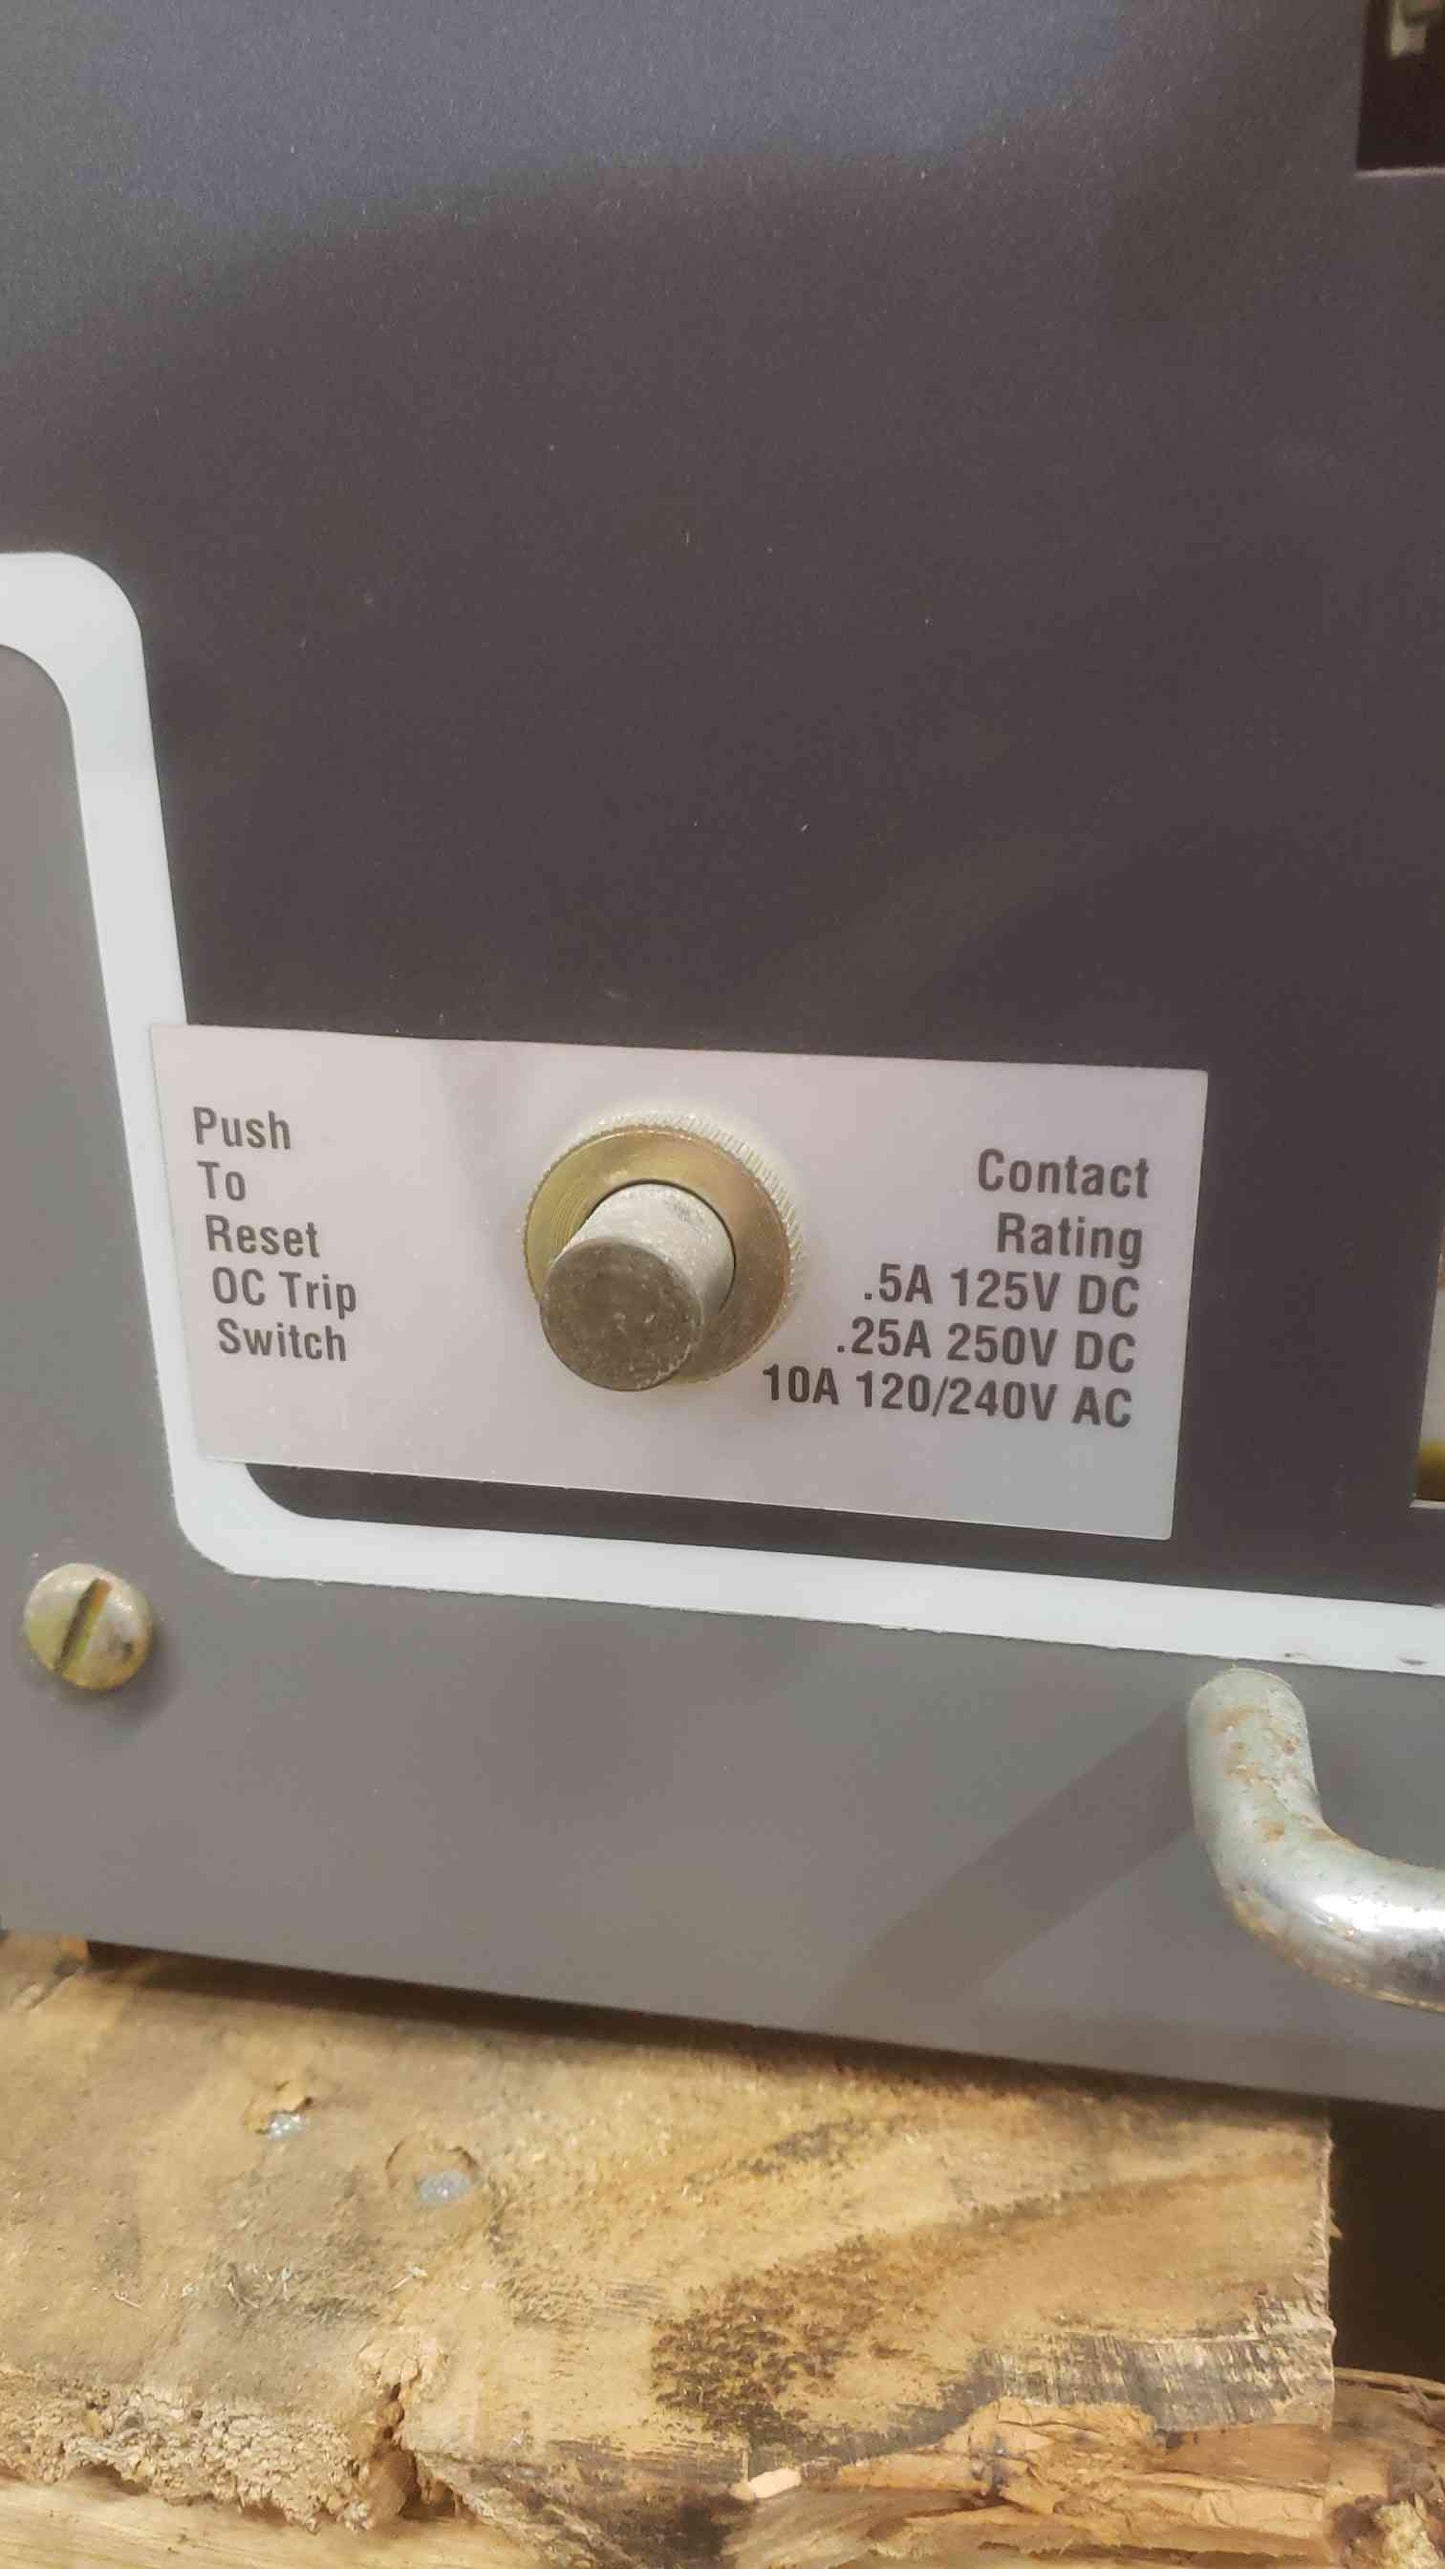 Push
To
Reset
OC Trip
Switch
Contact
Rating
.5A 125V DC
.25A 250V DC
10A 120/240V AC